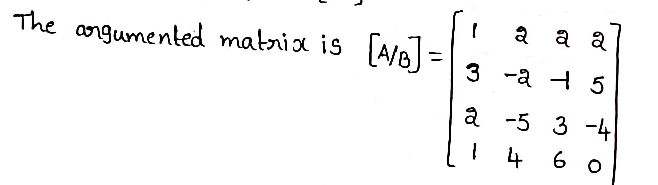 The angumented matrix is [A/B] = [1 2 2 2
3 -2 -1 5
2 -5 3 -4
1 4 6 0]